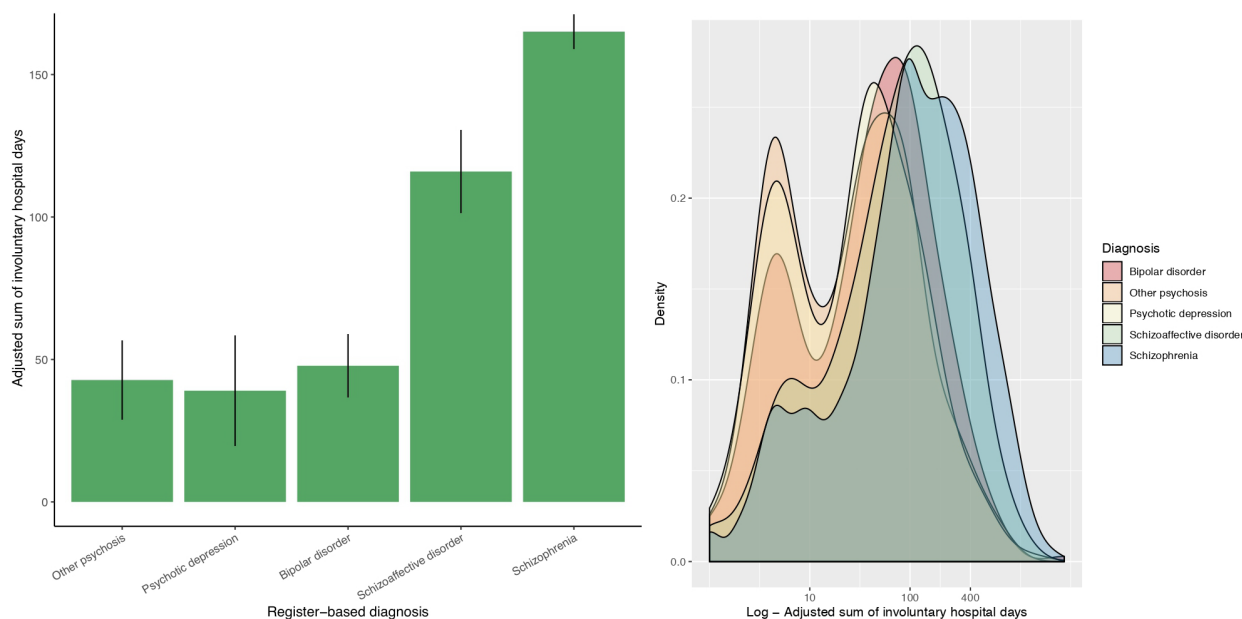 Adjusted sum of involuntary hospital days
150
100
50
0
Other psychosis
Psychotic depression
Bipolar disorder
Schizoaffective disorder
Schizophrenia
Register−based diagnosis
Density
0.2
0.1
0.0
10
100
400
Log − Adjusted sum of involuntary hospital days
Diagnosis
Bipolar disorder
Other psychosis
Psychotic depression
Schizoaffective disorder
Schizophrenia